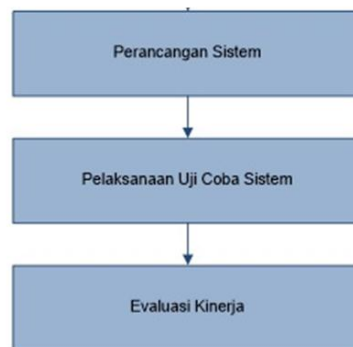 Perancangan Sistem
Pelaksanaan Uji Coba Sistem
Evaluasi Kinerja